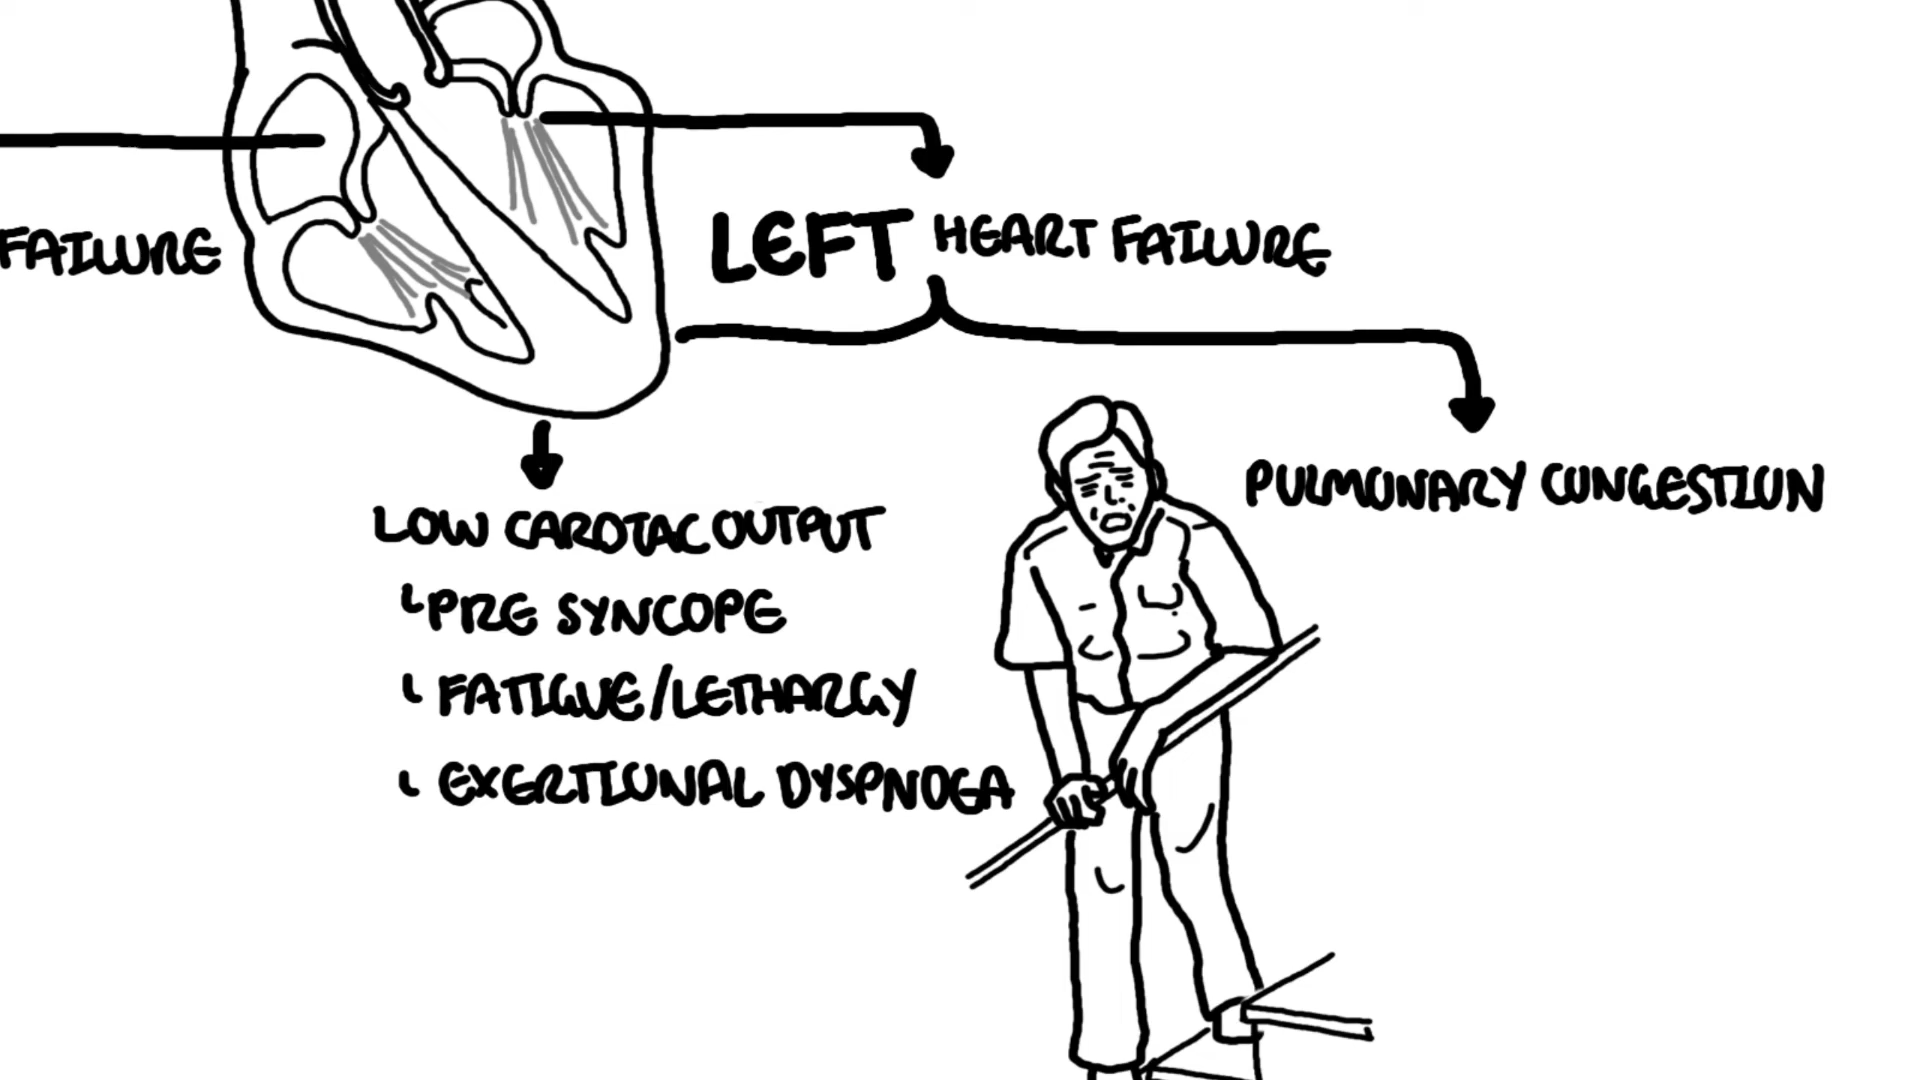 FAILURE
LEFT HEART FAILURE
PULMONARY CONGESTION
LOW CARDIAC OUTPUT
PRE SYNCOPE
FATIGUE/LETHARGY
EXERTIONAL DYSPNOEA